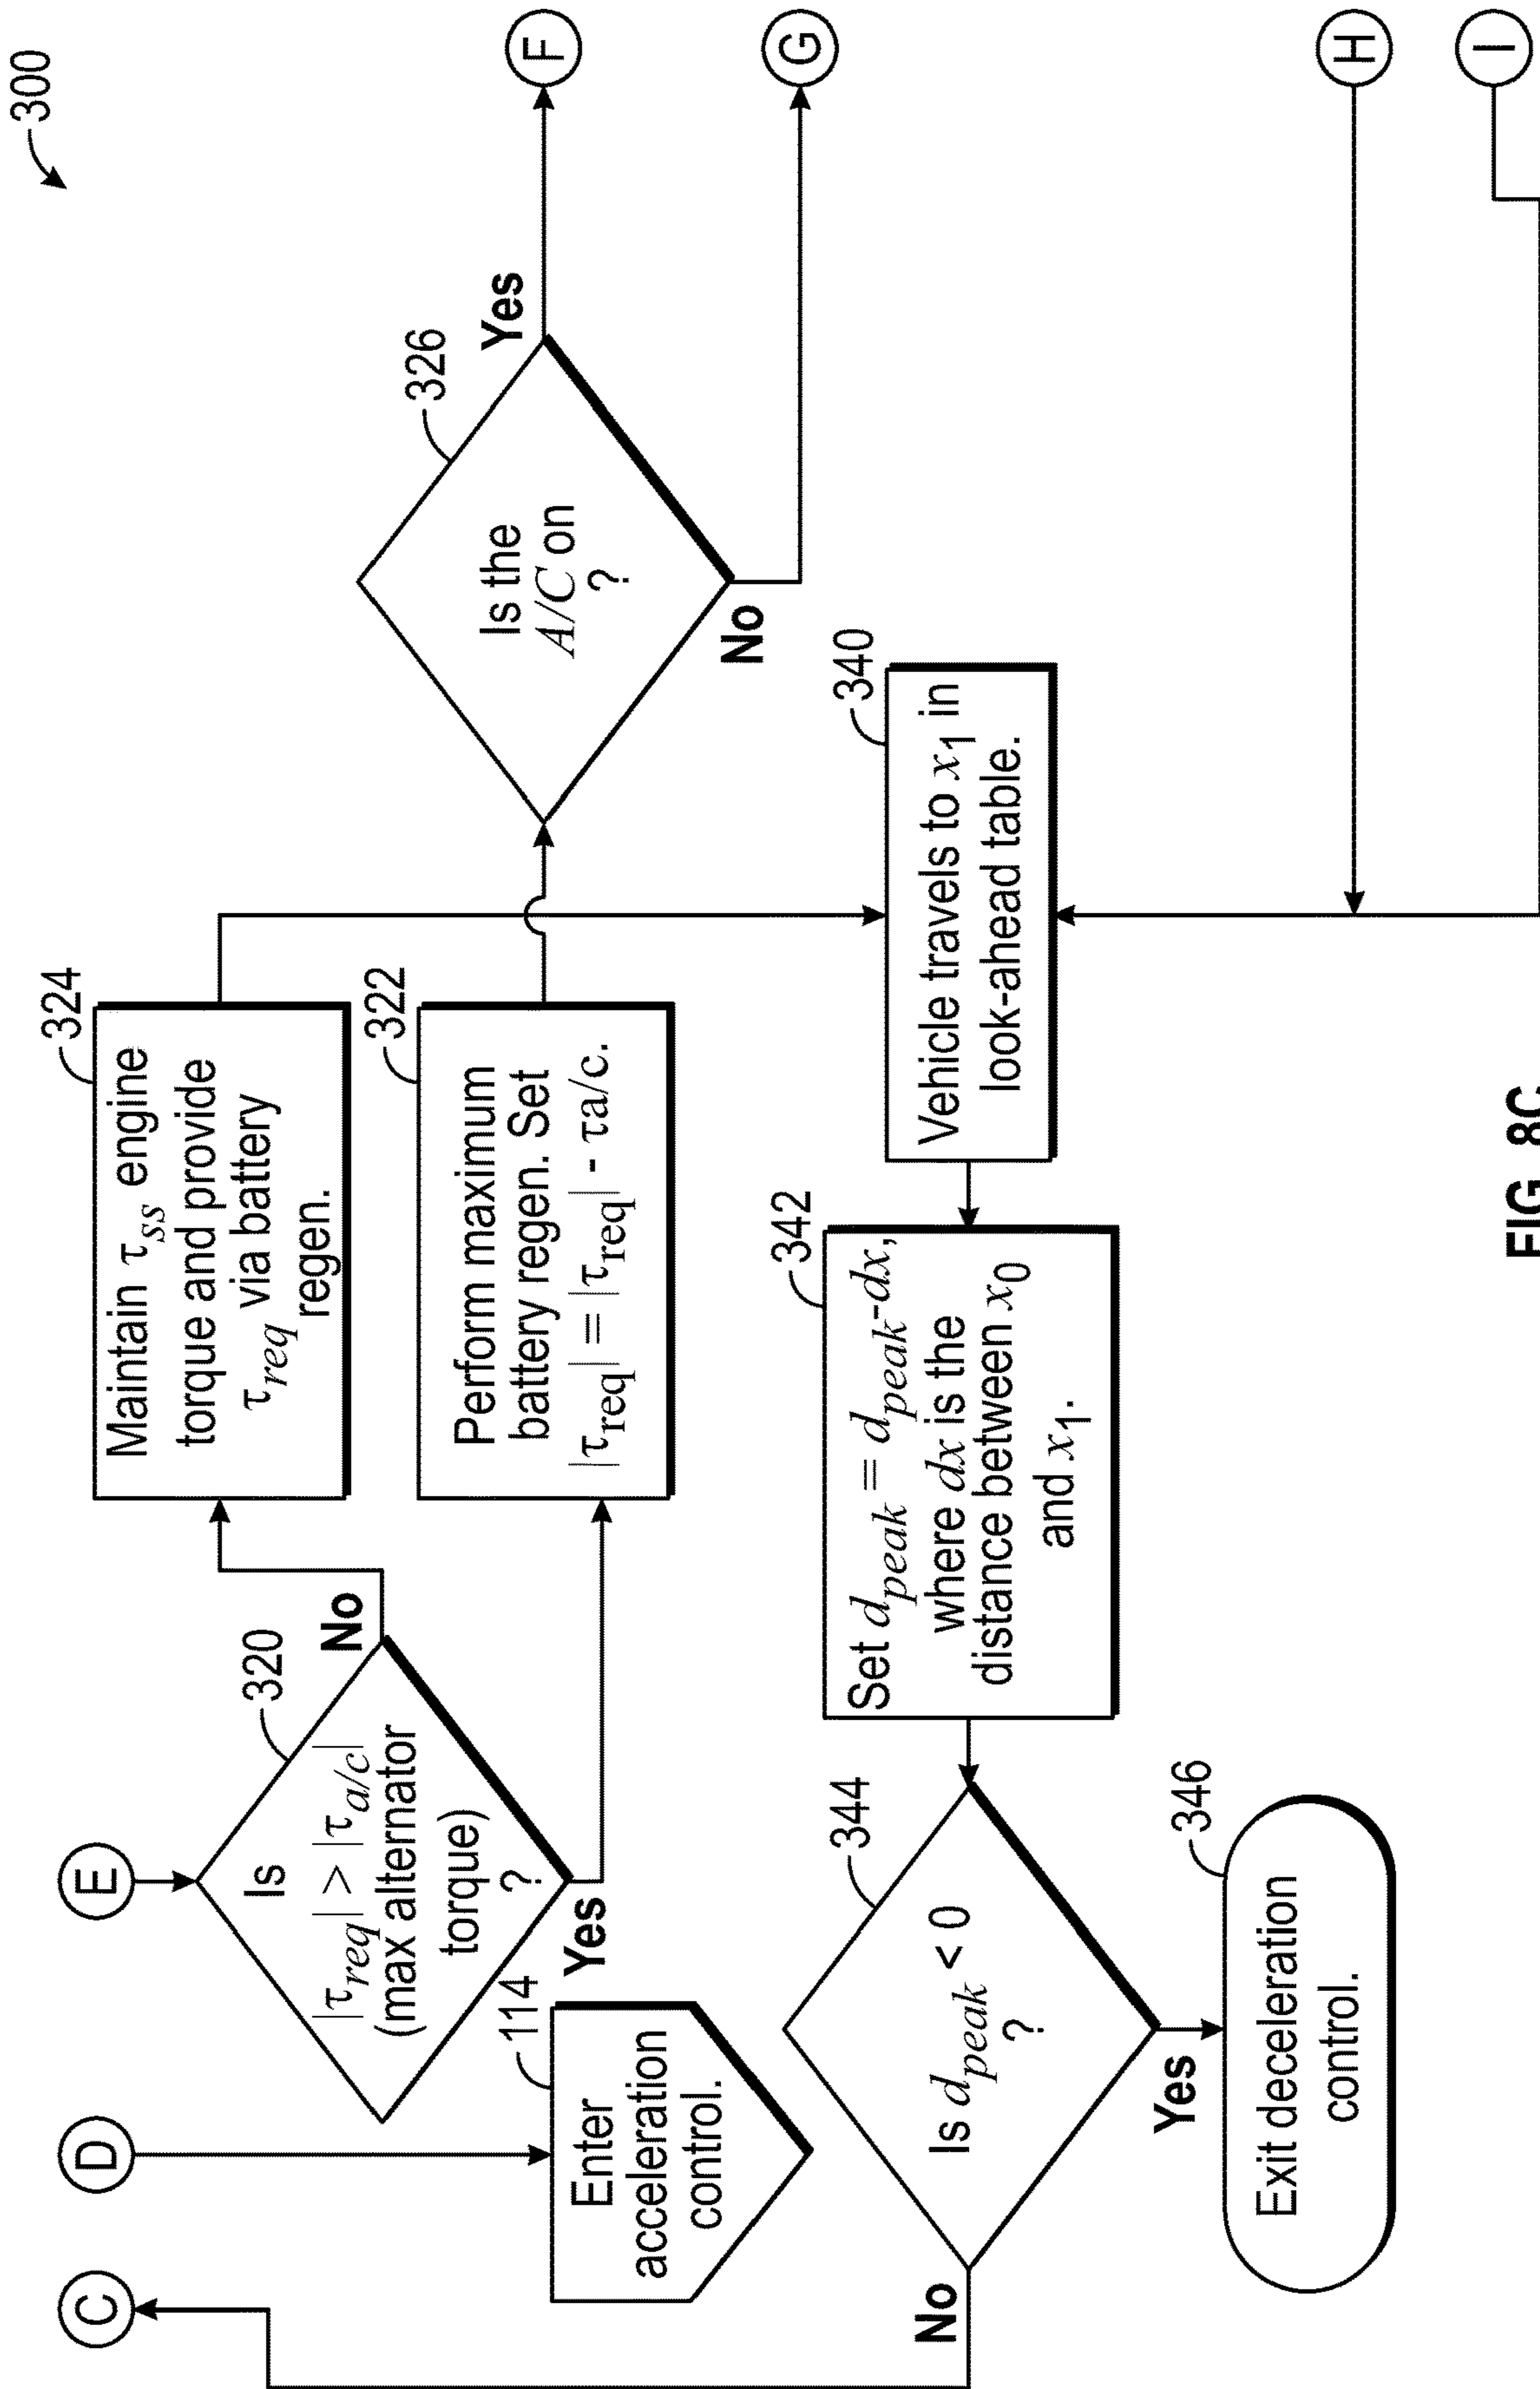 300
C
D
E
F
G
H
I
320
Is
|τreq| > |τa/c|
(max alternator
torque)
?
No
Yes
324
Maintain τss engine
torque and provide
τreq via battery
regen.
322
Perform maximum
battery regen. Set
|τreq| = |τreq| - τa/c.
326
Is the
A/C on
?
Yes
No
114
Enter
acceleration
control.
340
Vehicle travels to x1 in
look-ahead table.
342
Set dpeak = dpeak-dx,
where dx is the
distance between x0
and x1.
344
Is dpeak < 0
?
No
Yes
346
Exit deceleration
control.
FIG. 8C